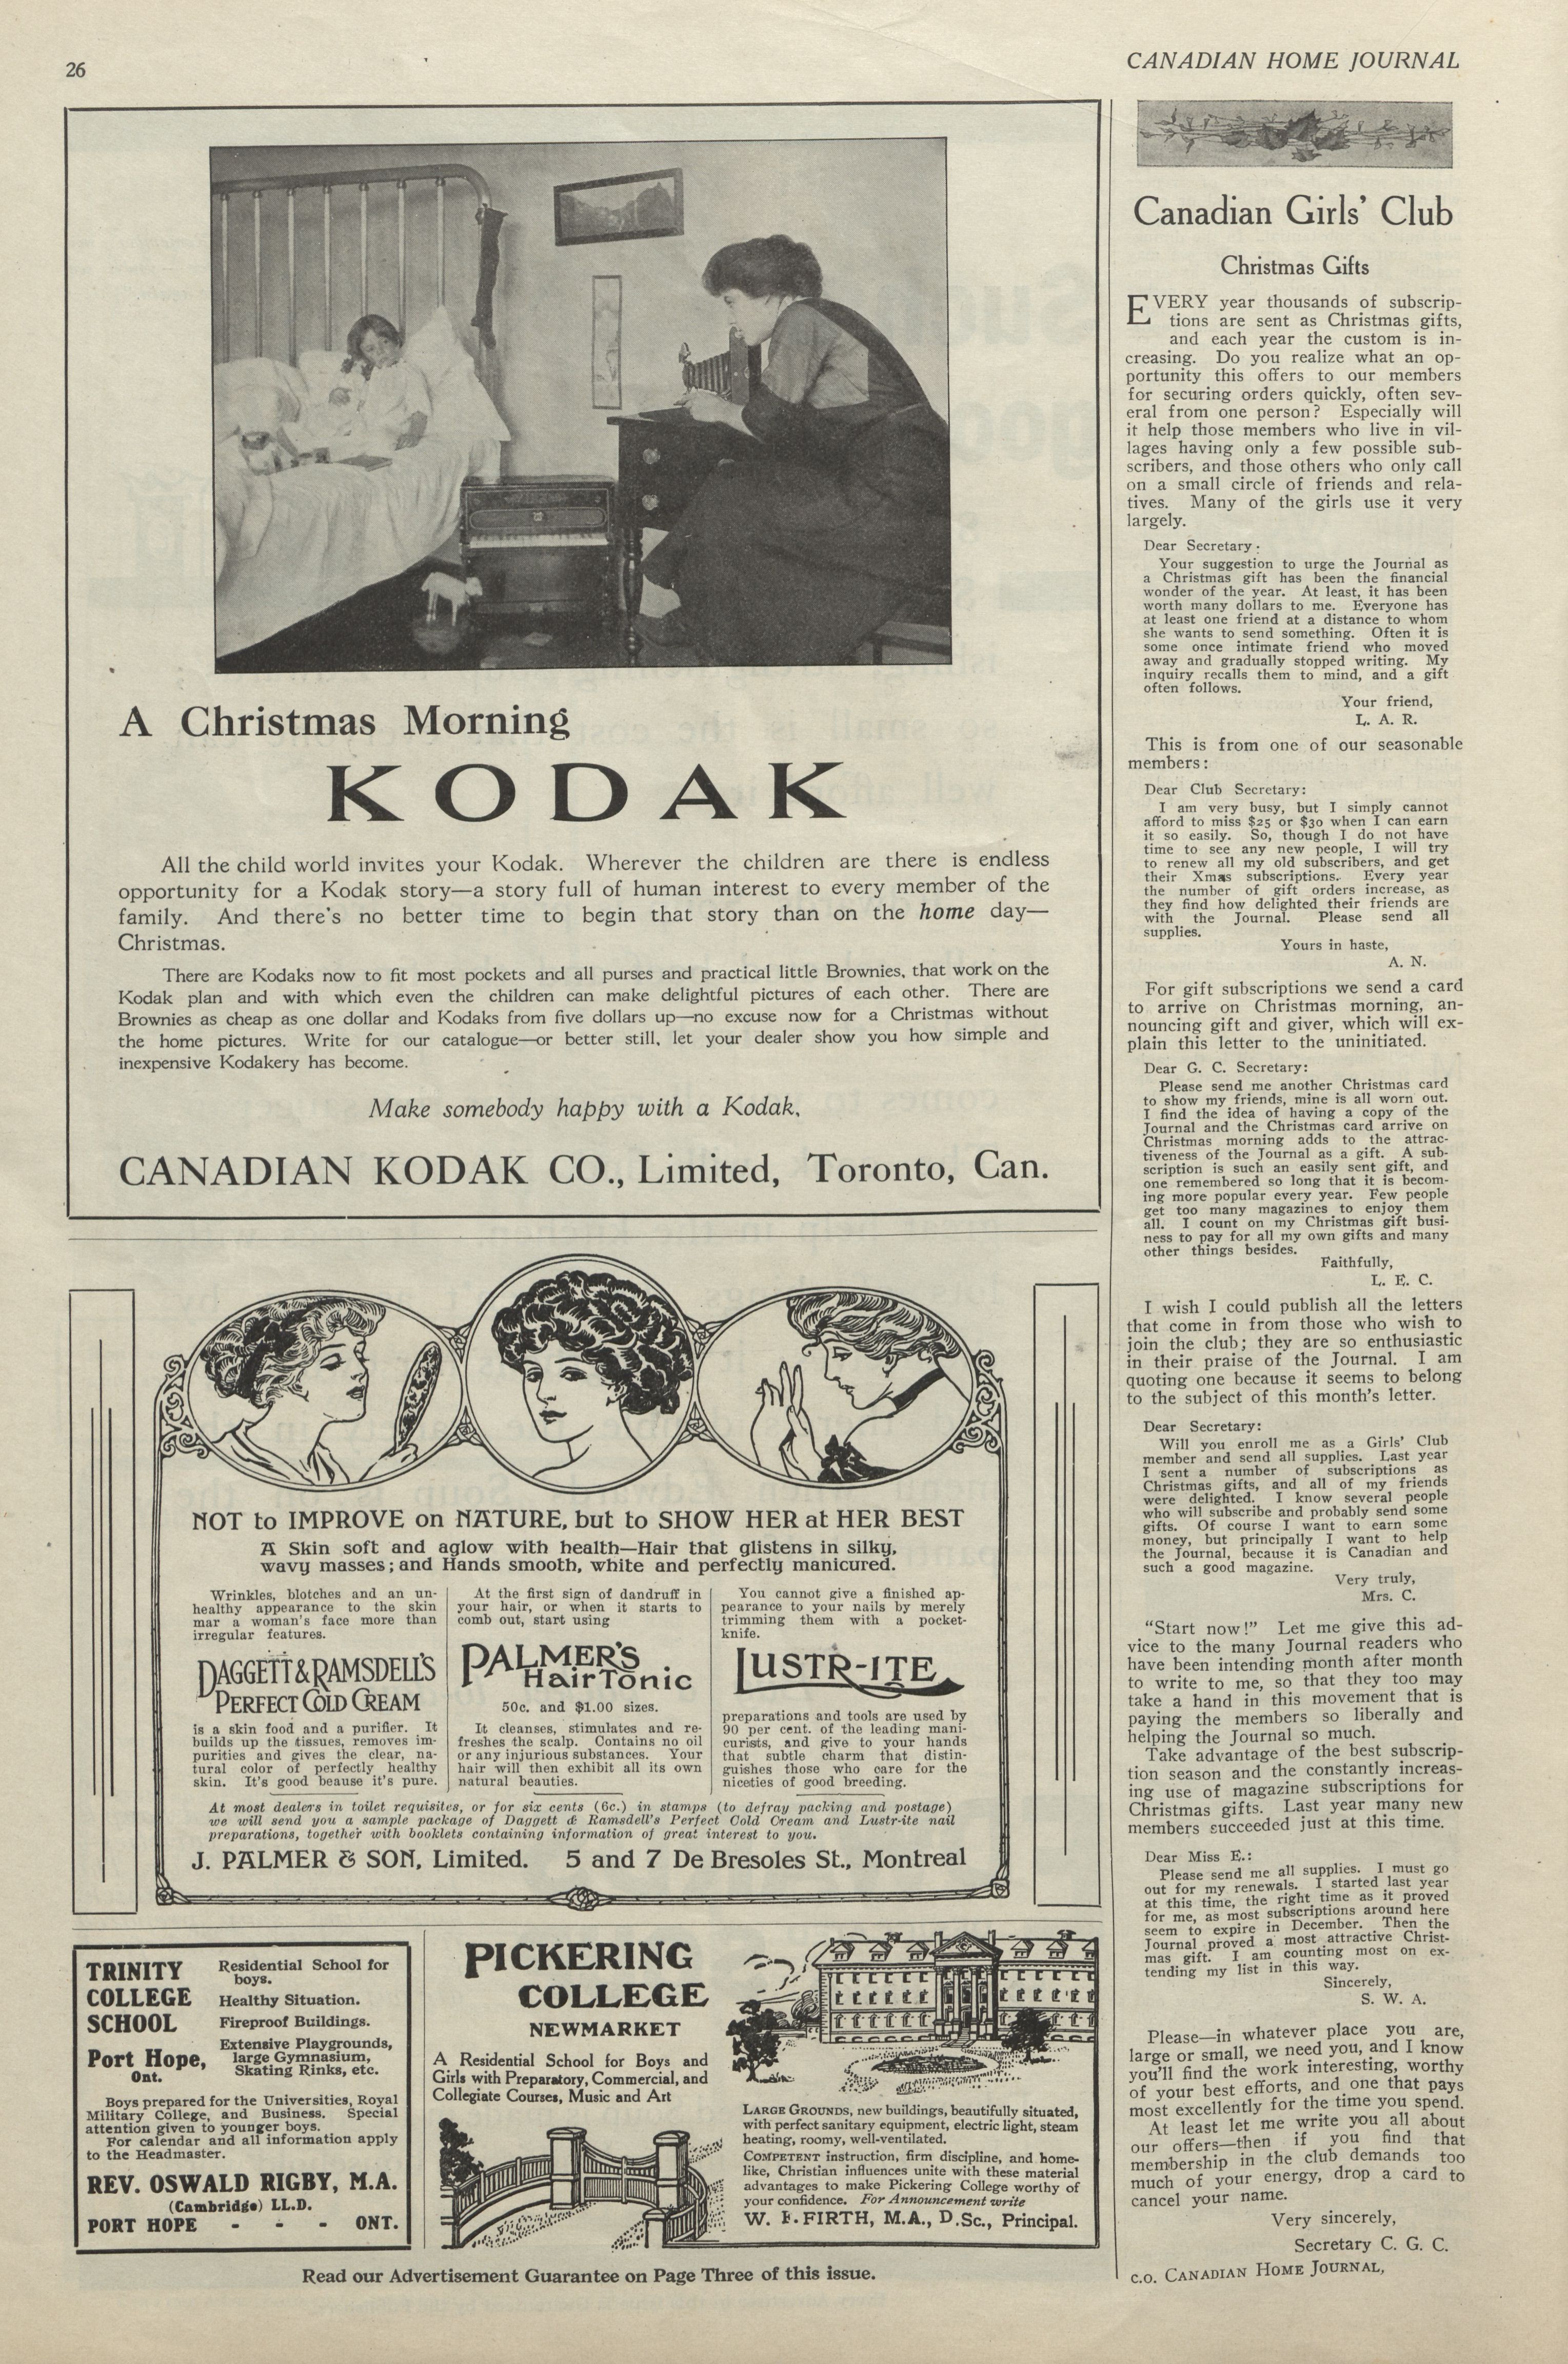 26
CANADIAN HOME JOURNAL
A Christmas Morning
KODAK
All the child world invites your Kodak. Wherever the children are there is endless
opportunity for a Kodak story—a story full of human interest to every member of the
family. And there's no better time to begin that story than on the home day—
Christmas.
There are Kodaks now to fit most pockets and all purses and practical little Brownies, that work on the
Kodak plan and with which even the children can make delightful pictures of each other. There are
Brownies as cheap as one dollar and Kodaks from five dollars up—no excuse now for a Christmas without
the home pictures. Write for our catalogue—or better still, let your dealer show you how simple and
inexpensive Kodakery has become.
Make somebody happy with a Kodak,
CANADIAN KODAK CO., Limited, Toronto, Can.
NOT to IMPROVE on NATURE, but to SHOW HER at HER BEST
A Skin soft and aglow with health—Hair that glistens in silky,
wavy masses; and Hands smooth, white and perfectly manicured.
Wrinkles, blotches and an un-
healthy appearance to the skin
mar a woman's face more than
irregular features.
DAGGETT & RAMSDELL'S
PERFECT COLD CREAM
is a skin food and a purifier. It
builds up the tissues, removes im-
purities and gives the clear, na-
tural color of perfectly healthy
skin. It's good beause it's pure.
At the first sign of dandruff in
your hair, or when it starts to
comb out, start using
PALMER'S
Hair Tonic
50c. and $1.00 sizes.
It cleanses, stimulates and re-
freshes the scalp. Contains no oil
or any injurious substances. Your
hair will then exhibit all its own
natural beauties.
You cannot give a finished ap-
pearance to your nails by merely
trimming them with a pocket-
knife.
LUSTR-ITE
preparations and tools are used by
90 per cent. of the leading mani-
curists, and give to your hands
that subtle charm that distin-
guishes those who care for the
niceties of good breeding.
At most dealers in toilet requisites, or for six cents (6c.) in stamps (to defray packing and postage)
we will send you a sample package of Daggett & Ramsdell's Perfect Cold Cream and Lustr-ite nail
preparations, together with booklets containing information of great interest to you.
J. PALMER & SON, Limited. 5 and 7 De Bresoles St., Montreal
TRINITY
COLLEGE
SCHOOL
Port Hope,
Ont.
Residential School for
boys.
Healthy Situation.
Fireproof Buildings.
Extensive Playgrounds,
large Gymnasium,
Skating Rinks, etc.
Boys prepared for the Universities, Royal
Military College, and Business. Special
attention given to younger boys.
For calendar and all information apply
to the Headmaster.
REV. OSWALD RIGBY, M.A.
(Cambridge) LL.D.
PORT HOPE - - - ONT.
PICKERING
COLLEGE
NEWMARKET
A Residential School for Boys and
Girls with Preparatory, Commercial, and
Collegiate Courses, Music and Art
LARGE GROUNDS, new buildings, beautifully situated,
with perfect sanitary equipment, electric light, steam
heating, roomy, well-ventilated.
COMPETENT instruction, firm discipline, and home-
like, Christian influences unite with these material
advantages to make Pickering College worthy of
your confidence. For Announcement write
W. P. FIRTH, M.A., D.Sc., Principal.
Read our Advertisement Guarantee on Page Three of this issue.
Canadian Girls' Club
Christmas Gifts
EVERY year thousands of subscrip-
tions are sent as Christmas gifts,
and each year the custom is in-
creasing. Do you realize what an op-
portunity this offers to our members
for securing orders quickly, often sev-
eral from one person? Especially will
it help those members who live in vil-
lages having only a few possible sub-
scribers, and those others who only call
on a small circle of friends and rela-
tives. Many of the girls use it very
largely.
Dear Secretary:
Your suggestion to urge the Journal as
a Christmas gift has been the financial
wonder of the year. At least, it has been
worth many dollars to me. Everyone has
at least one friend at a distance to whom
she wants to send something. Often it is
some once intimate friend who moved
away and gradually stopped writing. My
inquiry recalls them to mind, and a gift
often follows.
Your friend,
L. A. R.
This is from one of our seasonable
members:
Dear Club Secretary:
I am very busy, but I simply cannot
afford to miss $25 or $30 when I can earn
it so easily. So, though I do not have
time to see any new people, I will try
to renew all my old subscribers, and get
their Xmas subscriptions. Every year
the number of gift orders increase, as
they find how delighted their friends are
with the Journal. Please send all
supplies.
Yours in haste,
A. N.
For gift subscriptions we send a card
to arrive on Christmas morning, an-
nouncing gift and giver, which will ex-
plain this letter to the uninitiated.
Dear G. C. Secretary:
Please send me another Christmas card
to show my friends, mine is all worn out.
I find the idea of having a copy of the
Journal and the Christmas card arrive on
Christmas morning adds to the attrac-
tiveness of the Journal as a gift. A sub-
scription is such an easily sent gift, and
one remembered so long that it is becom-
ing more popular every year. Few people
get too many magazines to enjoy them
all. I count on my Christmas gift busi-
ness to pay for all my own gifts and many
other things besides.
Faithfully,
L. E. C.
I wish I could publish all the letters
that come in from those who wish to
join the club; they are so enthusiastic
in their praise of the Journal. I am
quoting one because it seems to belong
to the subject of this month's letter.
Dear Secretary:
Will you enroll me as a Girls' Club
member and send all supplies. Last year
I sent a number of subscriptions as
Christmas gifts, and all of my friends
were delighted. I know several people
who will subscribe and probably send some
gifts. Of course I want to earn some
money, but principally I want to help
the Journal, because it is Canadian and
such a good magazine.
Very truly,
Mrs. C.
"Start now!" Let me give this ad-
vice to the many Journal readers who
have been intending month after month
to write to me, so that they too may
take a hand in this movement that is
paying the members so liberally and
helping the Journal so much.
Take advantage of the best subscrip-
tion season and the constantly increas-
ing use of magazine subscriptions for
Christmas gifts. Last year many new
members succeeded just at this time.
Dear Miss E.:
Please send me all supplies. I must go
out for my renewals. I started last year
at this time, the right time as it proved
for me, as most subscriptions around here
seem to expire in December. Then the
Journal proved a most attractive Christ-
mas gift. I am counting most on ex-
tending my list in this way.
Sincerely,
S. W. A.
Please—in whatever place you are,
large or small, we need you, and I know
you'll find the work interesting, worthy
of your best efforts, and one that pays
most excellently for the time you spend.
At least let me write you all about
our offers—then if you find that
membership in the club demands too
much of your energy, drop a card to
cancel your name.
Very sincerely,
Secretary C. G. C.
c.o. CANADIAN HOME JOURNAL,